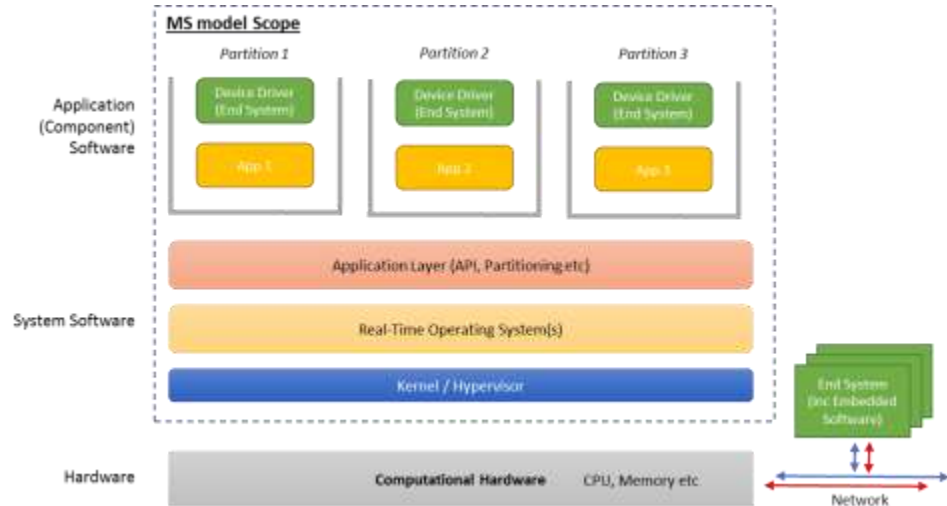 MS model Scope
Partition 1
Partition 2
Partition 3
Application
(Component)
Software
Device Driver
(End System)
Device Driver
(End System)
Device Driver
(End System)
App 1
App 2
App 3
Application Layer (API, Partitioning etc)
System Software
Real-Time Operating System(s)
Kernel / Hypervisor
End System
(Inc Embedded
Software)
Hardware
Computational Hardware
CPU, Memory etc
Network